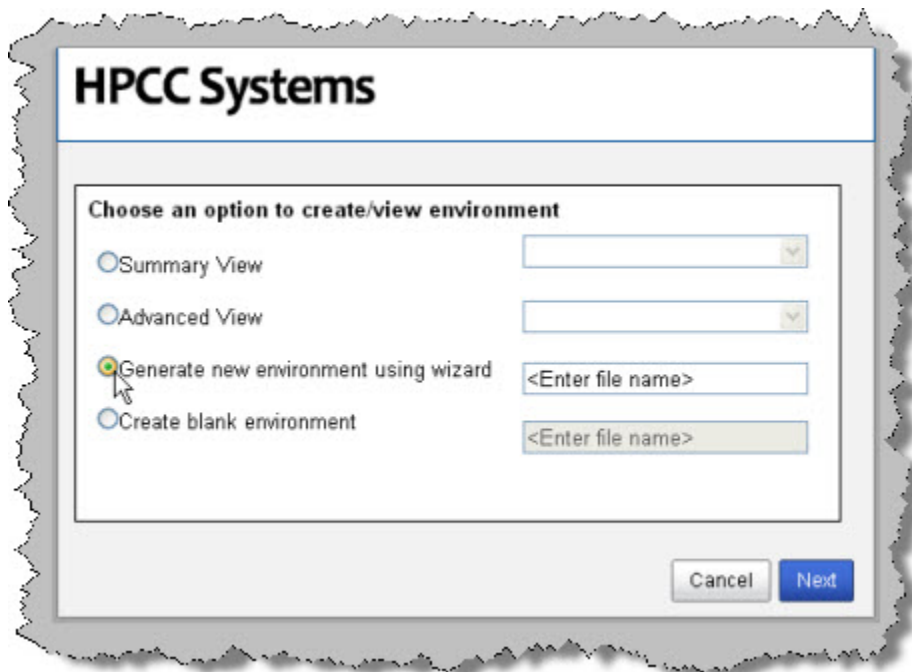 HPCC Systems
Choose an option to create/view environment
Summary View
Advanced View
Generate new environment using wizard
<Enter file name>
Create blank environment
<Enter file name>
Cancel
Next